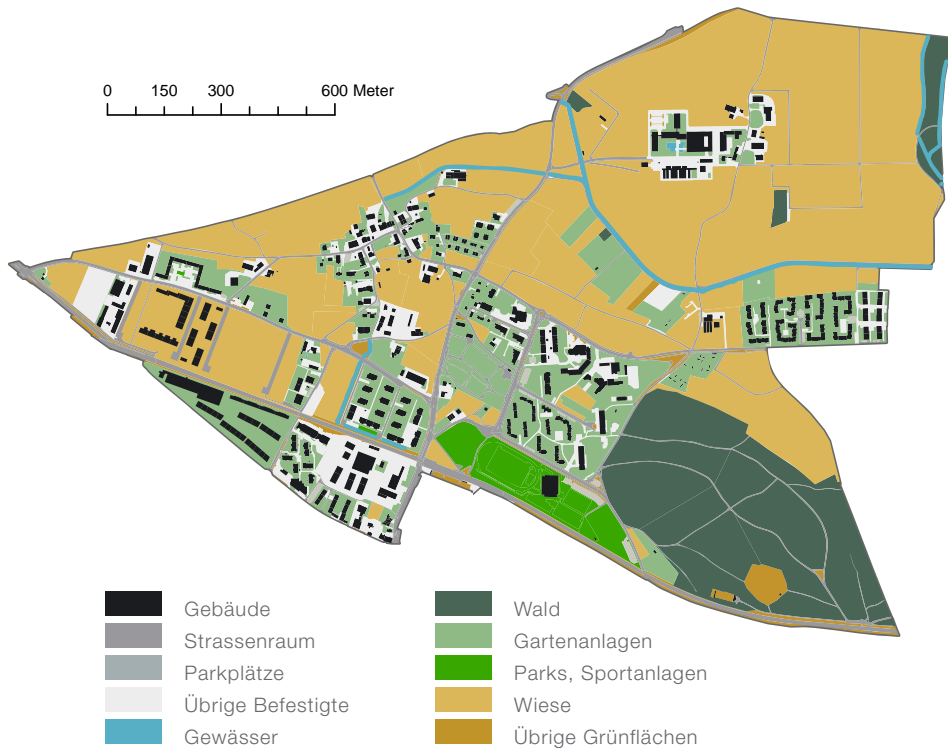 0 150 300 600 Meter
Gebäude
Strassenraum
Parkplätze
Übrige Befestigte
Gewässer
Wald
Gartenanlagen
Parks, Sportanlagen
Wiese
Übrige Grünflächen